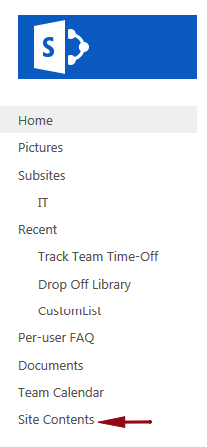 S
Home
Pictures
Subsites
IT
Recent
Track Team Time-Off
Drop Off Library
CustomList
Per-user FAQ
Documents
Team Calendar
Site Contents